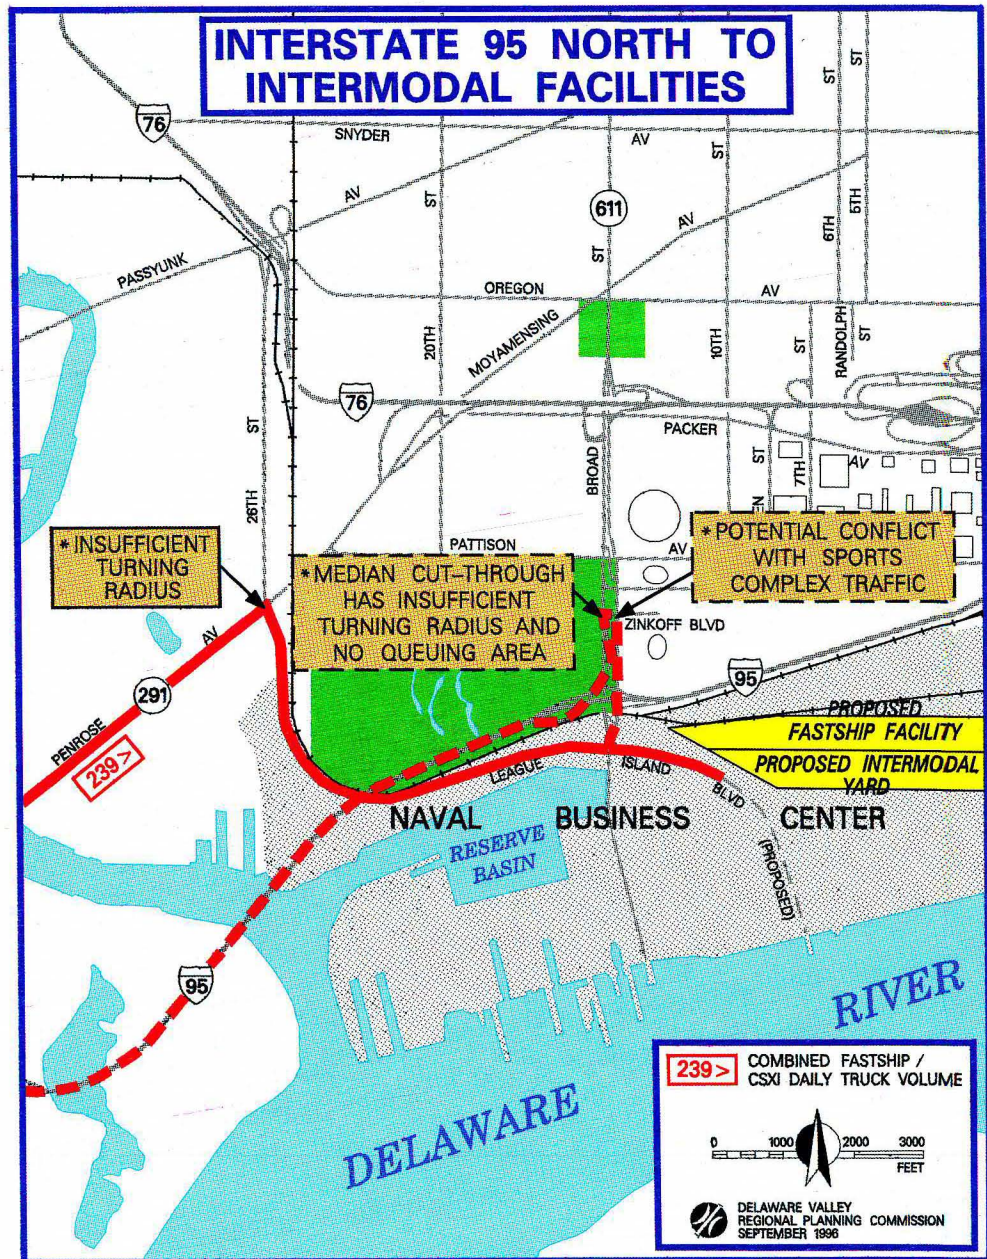 INTERSTATE 95 NORTH TO
INTERMODAL FACILITIES
76
SNYDER
AV
ST
ST
ST
ST
AV
AV
611
ST
6TH
5TH
PASSYUNK
OREGON
AV
20TH
MOYAMENSING
10TH
ST
RANDOLPH
ST
76
PACKER
AV
ST
26TH
BROAD
ST
7TH
PATTISON
AV
* INSUFFICIENT
TURNING
RADIUS
* MEDIAN CUT-THROUGH
HAS INSUFFICIENT
TURNING RADIUS AND
NO QUEUING AREA
* POTENTIAL CONFLICT
WITH SPORTS
COMPLEX TRAFFIC
ZINKOFF BLVD
AV
291
PENROSE
239 >
95
PROPOSED
FASTSHIP FACILITY
PROPOSED INTERMODAL
YARD
LEAGUE
ISLAND
BLVD
(PROPOSED)
NAVAL BUSINESS CENTER
RESERVE
BASIN
95
DELAWARE
RIVER
239 >
COMBINED FASTSHIP /
CSXI DAILY TRUCK VOLUME
0 1000 2000 3000
FEET
DELAWARE VALLEY
REGIONAL PLANNING COMMISSION
SEPTEMBER 1996